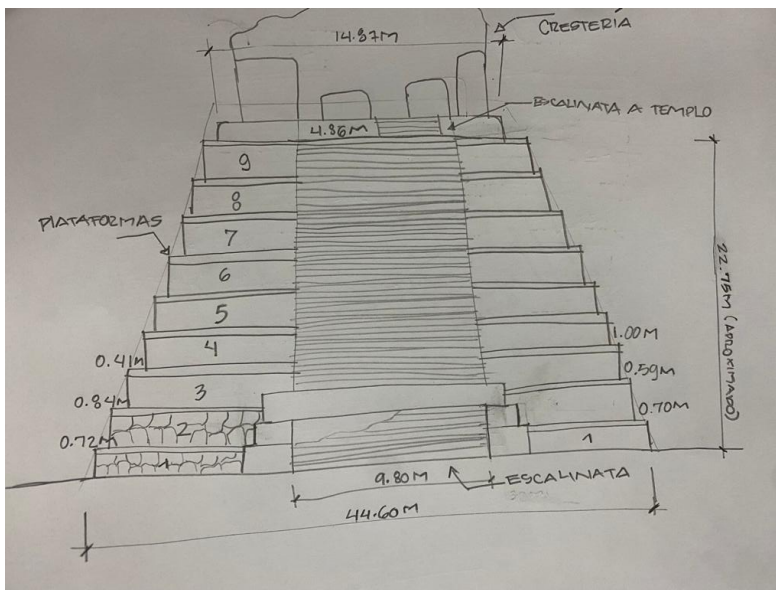 14.87M
CRESTERIA
ESCALINATA A TEMPLO
4.86M
9
8
PLATAFORMAS
7
6
5
22.75M (APROXIMADO)
4
1.00M
0.41M
0.59M
3
0.84M
0.70M
2
0.72M
1
1
9.80M
ESCALINATA
44.60M